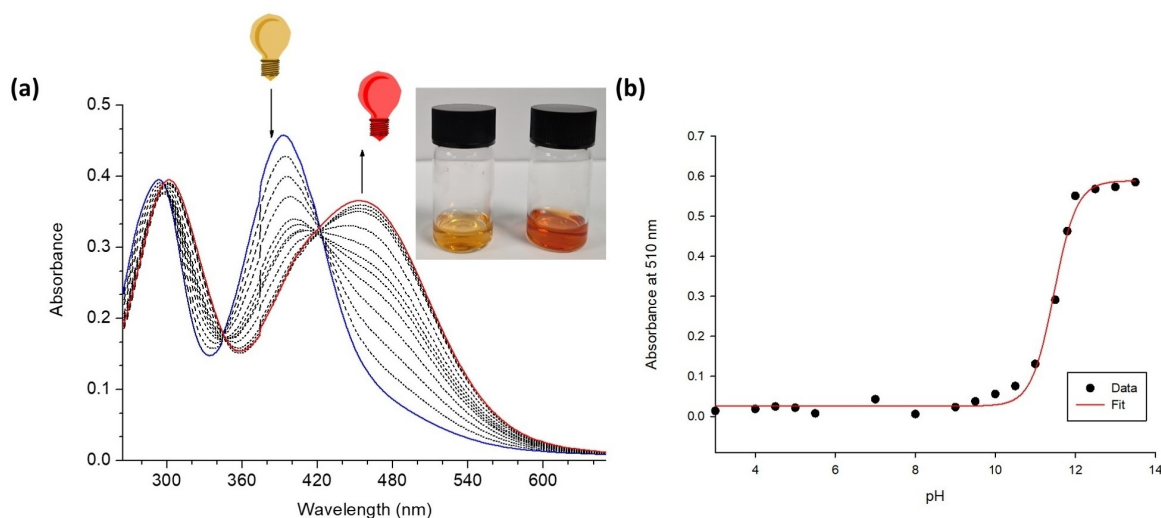 (a)
0.5
0.4
0.3
0.2
0.1
0.0
Absorbance
300 360 420 480 540 600
Wavelength (nm)
(b)
0.7
0.6
0.5
0.4
0.3
0.2
0.1
0.0
Absorbance at 510 nm
Data
Fit
4 6 8 10 12 14
pH